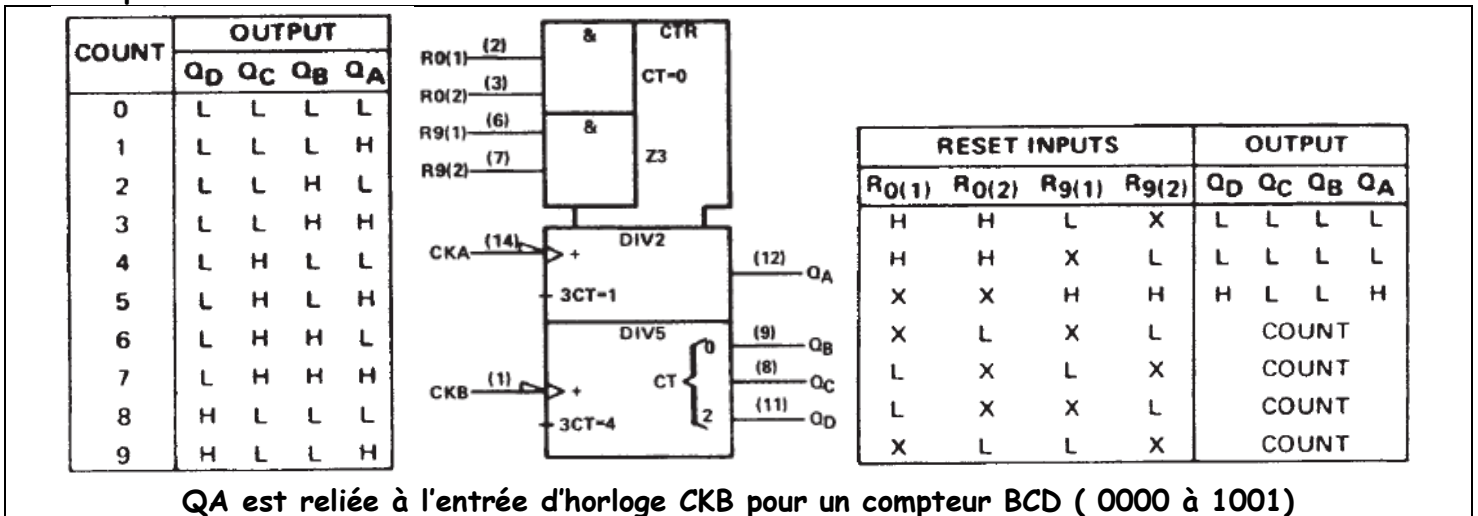 COUNT OUTPUT
QD QC QB QA
0 L L L L
1 L L L H
2 L L H L
3 L L H H
4 L H L L
5 L H L H
6 L H H L
7 L H H H
8 H L L L
9 H L L H
& CTR
R0(1) (2)
CT=0
R0(2) (3)
R9(1) (6) &
Z3
R9(2) (7)
DIV2
CKA (14) + (12) QA
3CT=1
DIV5
0 (9) QB
CT (8) QC
CKB (1) +
2 (11) QD
3CT=4
RESET INPUTS OUTPUT
R0(1) R0(2) R9(1) R9(2) QD QC QB QA
H H L X L L L L
H H X L L L L L
X X H H H L L H
X L X L COUNT
L X L X COUNT
L X X L COUNT
X L L X COUNT
QA est reliée à l'entrée d'horloge CKB pour un compteur BCD ( 0000 à 1001)